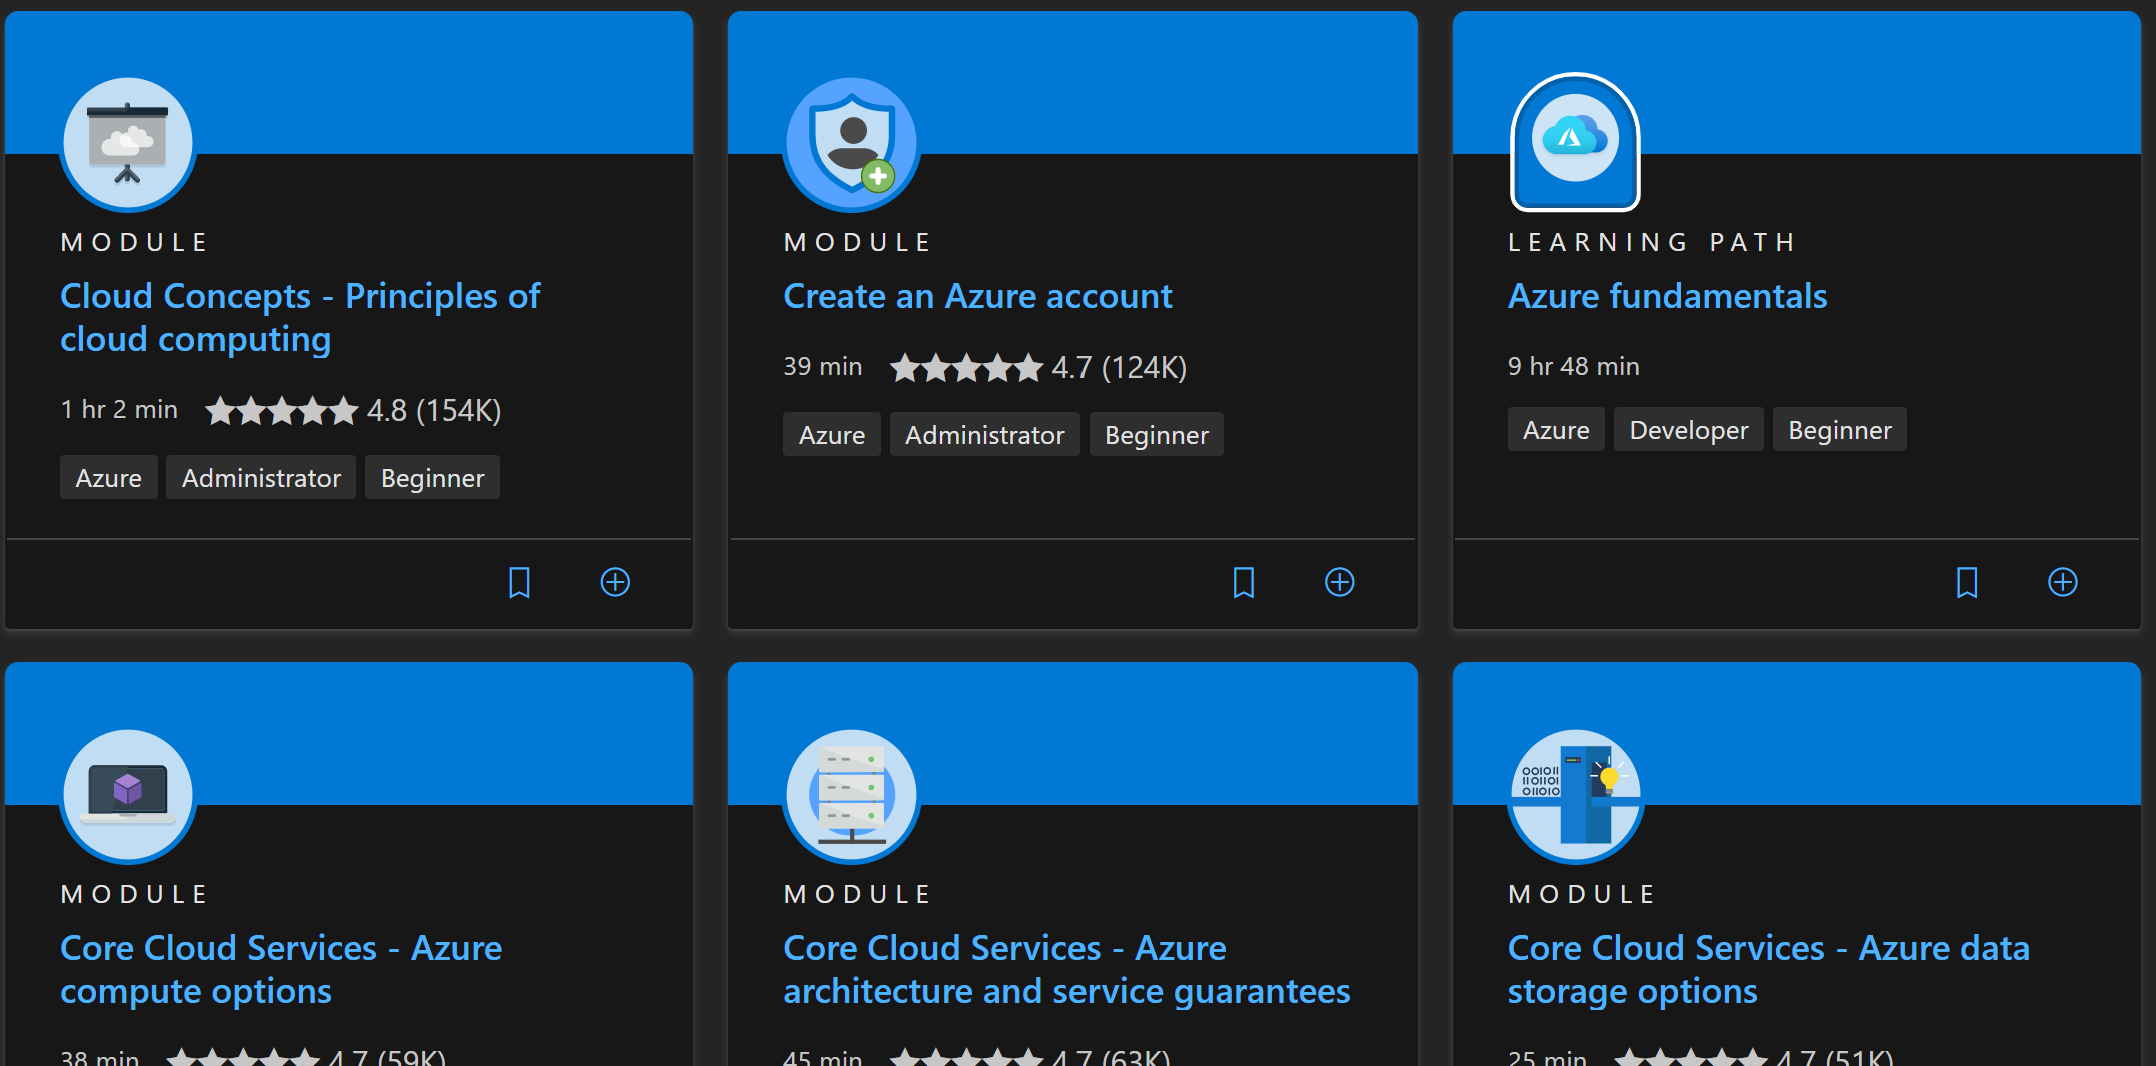 MODULE
Cloud Concepts - Principles of
cloud computing
1 hr 2 min 4.8 (154K)
Azure Administrator Beginner
MODULE
Create an Azure account
39 min 4.7 (124K)
Azure Administrator Beginner
LEARNING PATH
Azure fundamentals
9 hr 48 min
Azure Developer Beginner
MODULE
Core Cloud Services - Azure
compute options
38 min 4.7 (59K)
MODULE
Core Cloud Services - Azure
architecture and service guarantees
45 min 4.7 (63K)
00101I
I10II0I
0II0I0
MODULE
Core Cloud Services - Azure data
storage options
25 min 4.7 (51K)